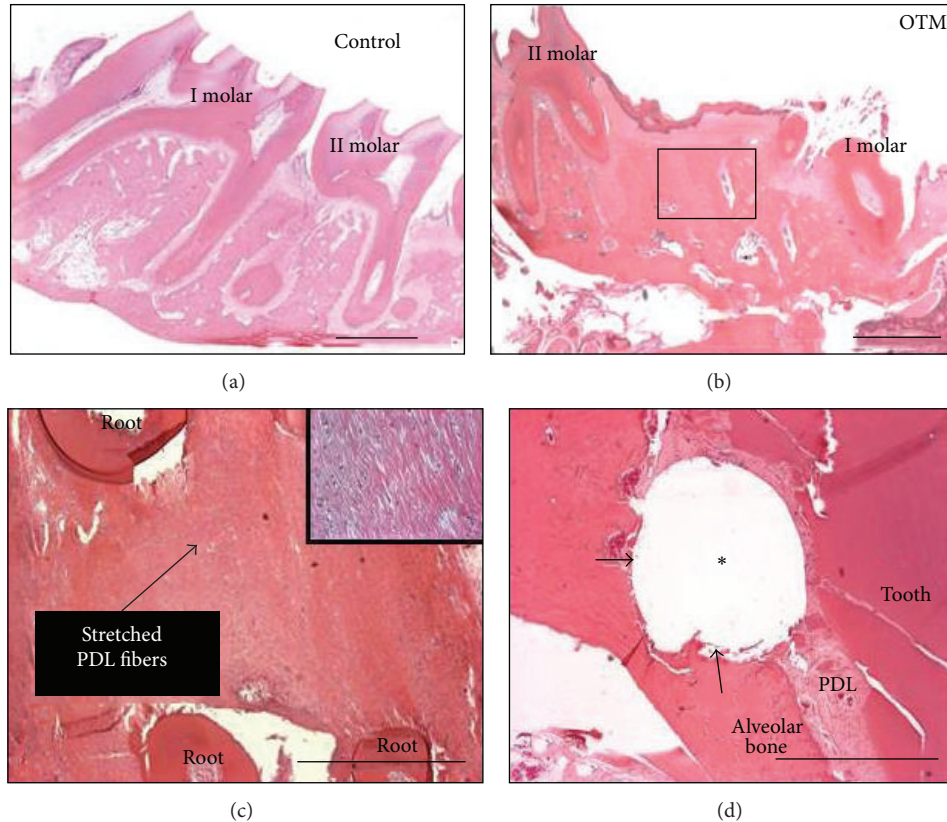 Control
I molar
II molar
(a)
OTM
II molar
I molar
(b)
Root
Stretched
PDL fibers
Root
Root
(c)
*
Tooth
PDL
Alveolar
bone
(d)